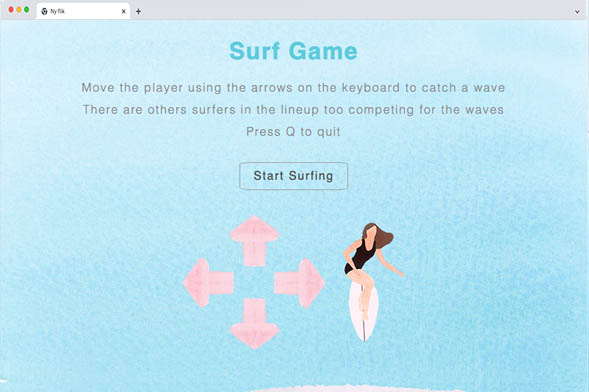 Ny flik
Surf Game
Move the player using the arrows on the keyboard to catch a wave
There are others surfers in the lineup too competing for the waves
Press Q to quit
Start Surfing